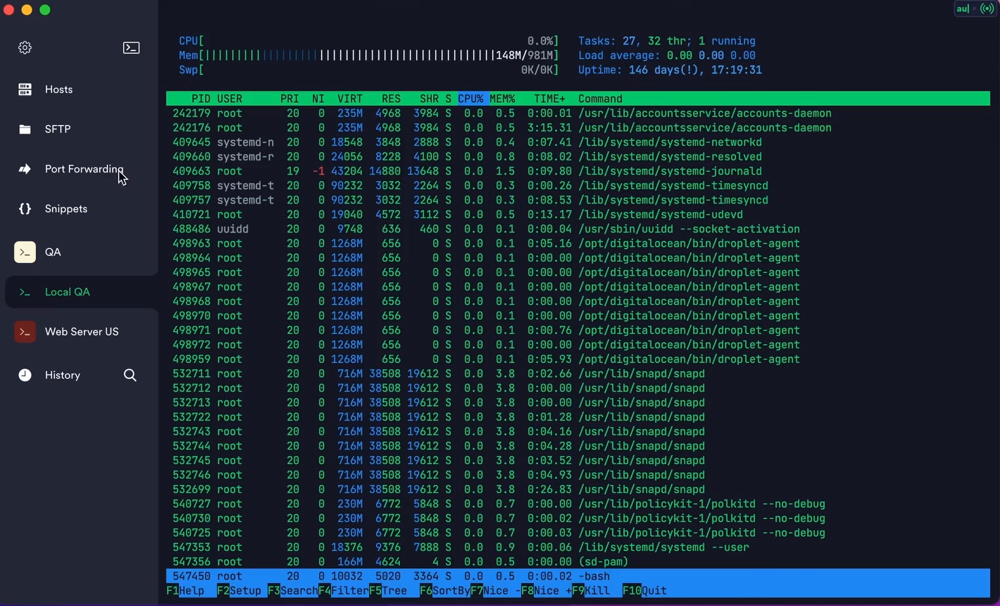 au|
Hosts
SFTP
Port Forwarding
Snippets
QA
Local QA
Web Server US
History
CPU[ 0.0%] Tasks: 27, 32 thr; 1 running
Mem[||||||||||||||||||||||||||||||||||||||||||||||148M/981M] Load average: 0.00 0.00 0.00
Swp[ 0K/0K] Uptime: 146 days(!), 17:19:31
PID USER PRI NI VIRT RES SHR S CPU% MEM% TIME+ Command
242179 root 20 0 235M 4968 3984 S 0.0 0.5 0:00.01 /usr/lib/accountsservice/accounts-daemon
242176 root 20 0 235M 4968 3984 S 0.0 0.5 3:15.31 /usr/lib/accountsservice/accounts-daemon
409645 systemd-n 20 0 18548 3848 2888 S 0.0 0.4 0:07.41 /lib/systemd/systemd-networkd
409660 systemd-r 20 0 24056 8228 4100 S 0.0 0.8 0:08.02 /lib/systemd/systemd-resolved
409663 root 19 -1 43204 14880 13648 S 0.0 1.5 0:09.80 /lib/systemd/systemd-journald
409758 systemd-t 20 0 90232 3032 2264 S 0.0 0.3 0:00.26 /lib/systemd/systemd-timesyncd
409757 systemd-t 20 0 90232 3032 2264 S 0.0 0.3 0:08.53 /lib/systemd/systemd-timesyncd
410721 root 20 0 19040 4572 3112 S 0.0 0.5 0:13.17 /lib/systemd/systemd-udevd
488486 uuidd 20 0 9748 636 460 S 0.0 0.1 0:00.04 /usr/sbin/uuidd --socket-activation
498963 root 20 0 1268M 656 0 S 0.0 0.1 0:05.16 /opt/digitalocean/bin/droplet-agent
498964 root 20 0 1268M 656 0 S 0.0 0.1 0:00.00 /opt/digitalocean/bin/droplet-agent
498965 root 20 0 1268M 656 0 S 0.0 0.1 0:00.00 /opt/digitalocean/bin/droplet-agent
498967 root 20 0 1268M 656 0 S 0.0 0.1 0:00.00 /opt/digitalocean/bin/droplet-agent
498968 root 20 0 1268M 656 0 S 0.0 0.1 0:00.00 /opt/digitalocean/bin/droplet-agent
498970 root 20 0 1268M 656 0 S 0.0 0.1 0:00.00 /opt/digitalocean/bin/droplet-agent
498971 root 20 0 1268M 656 0 S 0.0 0.1 0:00.76 /opt/digitalocean/bin/droplet-agent
498972 root 20 0 1268M 656 0 S 0.0 0.1 0:00.00 /opt/digitalocean/bin/droplet-agent
498959 root 20 0 1268M 656 0 S 0.0 0.1 0:05.93 /opt/digitalocean/bin/droplet-agent
532711 root 20 0 716M 38508 19612 S 0.0 3.8 0:02.66 /usr/lib/snapd/snapd
532712 root 20 0 716M 38508 19612 S 0.0 3.8 0:00.00 /usr/lib/snapd/snapd
532713 root 20 0 716M 38508 19612 S 0.0 3.8 0:00.00 /usr/lib/snapd/snapd
532722 root 20 0 716M 38508 19612 S 0.0 3.8 0:01.28 /usr/lib/snapd/snapd
532743 root 20 0 716M 38508 19612 S 0.0 3.8 0:04.16 /usr/lib/snapd/snapd
532744 root 20 0 716M 38508 19612 S 0.0 3.8 0:04.28 /usr/lib/snapd/snapd
532745 root 20 0 716M 38508 19612 S 0.0 3.8 0:03.52 /usr/lib/snapd/snapd
532746 root 20 0 716M 38508 19612 S 0.0 3.8 0:04.93 /usr/lib/snapd/snapd
532699 root 20 0 716M 38508 19612 S 0.0 3.8 0:26.83 /usr/lib/snapd/snapd
540727 root 20 0 230M 6772 5848 S 0.0 0.7 0:00.00 /usr/lib/policykit-1/polkitd --no-debug
540730 root 20 0 230M 6772 5848 S 0.0 0.7 0:00.02 /usr/lib/policykit-1/polkitd --no-debug
540725 root 20 0 230M 6772 5848 S 0.0 0.7 0:00.03 /usr/lib/policykit-1/polkitd --no-debug
547353 root 20 0 18376 9376 7888 S 0.0 0.9 0:00.06 /lib/systemd/systemd --user
547356 root 20 0 166M 4624 4 S 0.0 0.5 0:00.00 (sd-pam)
547450 root 20 0 10032 5020 3364 S 0.0 0.5 0:00.02 -bash
F1Help F2Setup F3SearchF4FilterF5Tree F6SortByF7Nice -F8Nice +F9Kill F10Quit